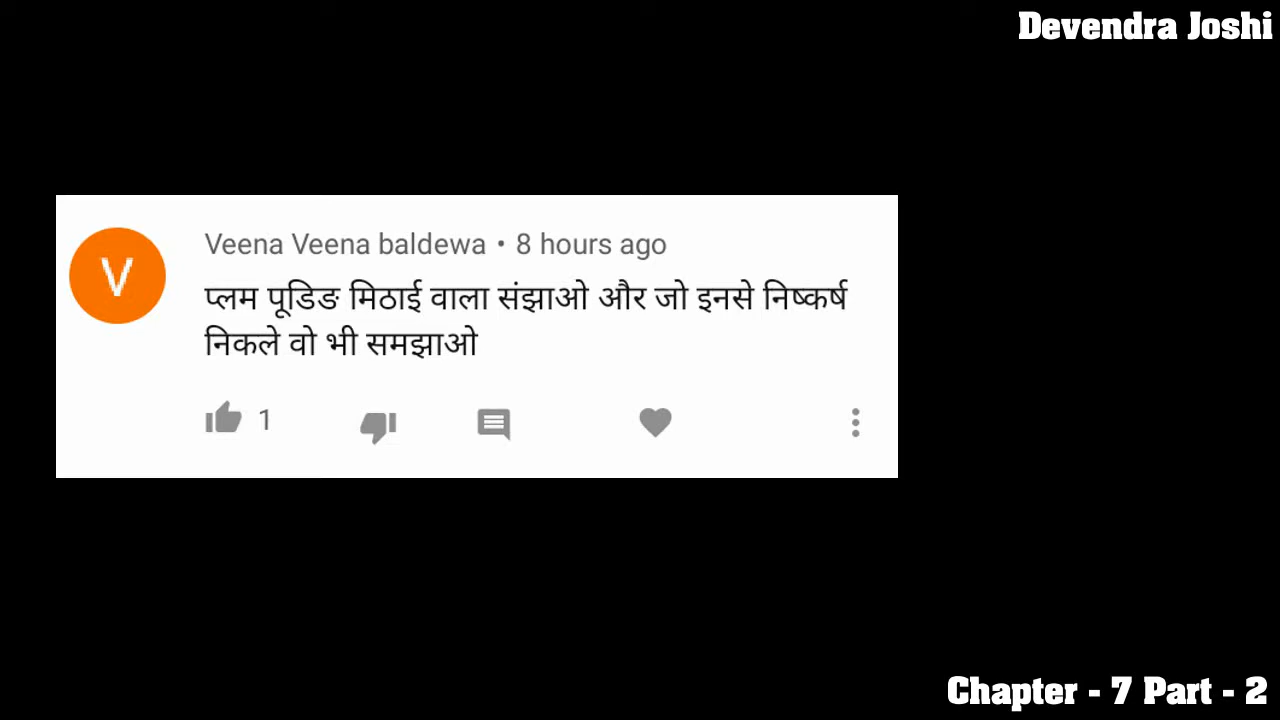 Devendra Joshi
V
Veena Veena baldewa • 8 hours ago
प्लम पूडिङ मिठाई वाला संझाओ और जो इनसे निष्कर्ष
निकले वो भी समझाओ
1
Chapter - 7 Part - 2